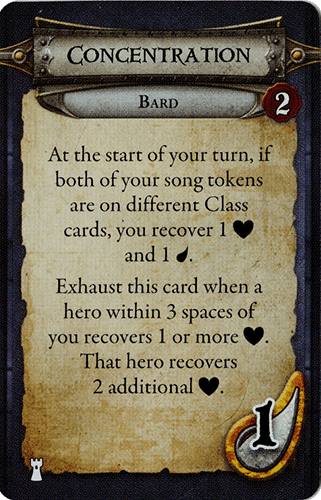 CONCENTRATION
BARD
2
At the start of your turn, if
both of your song tokens
are on different Class
cards, you recover 1 ♥
and 1 .
Exhaust this card when a
hero within 3 spaces of
you recovers 1 or more ♥.
That hero recovers
2 additional ♥.
1